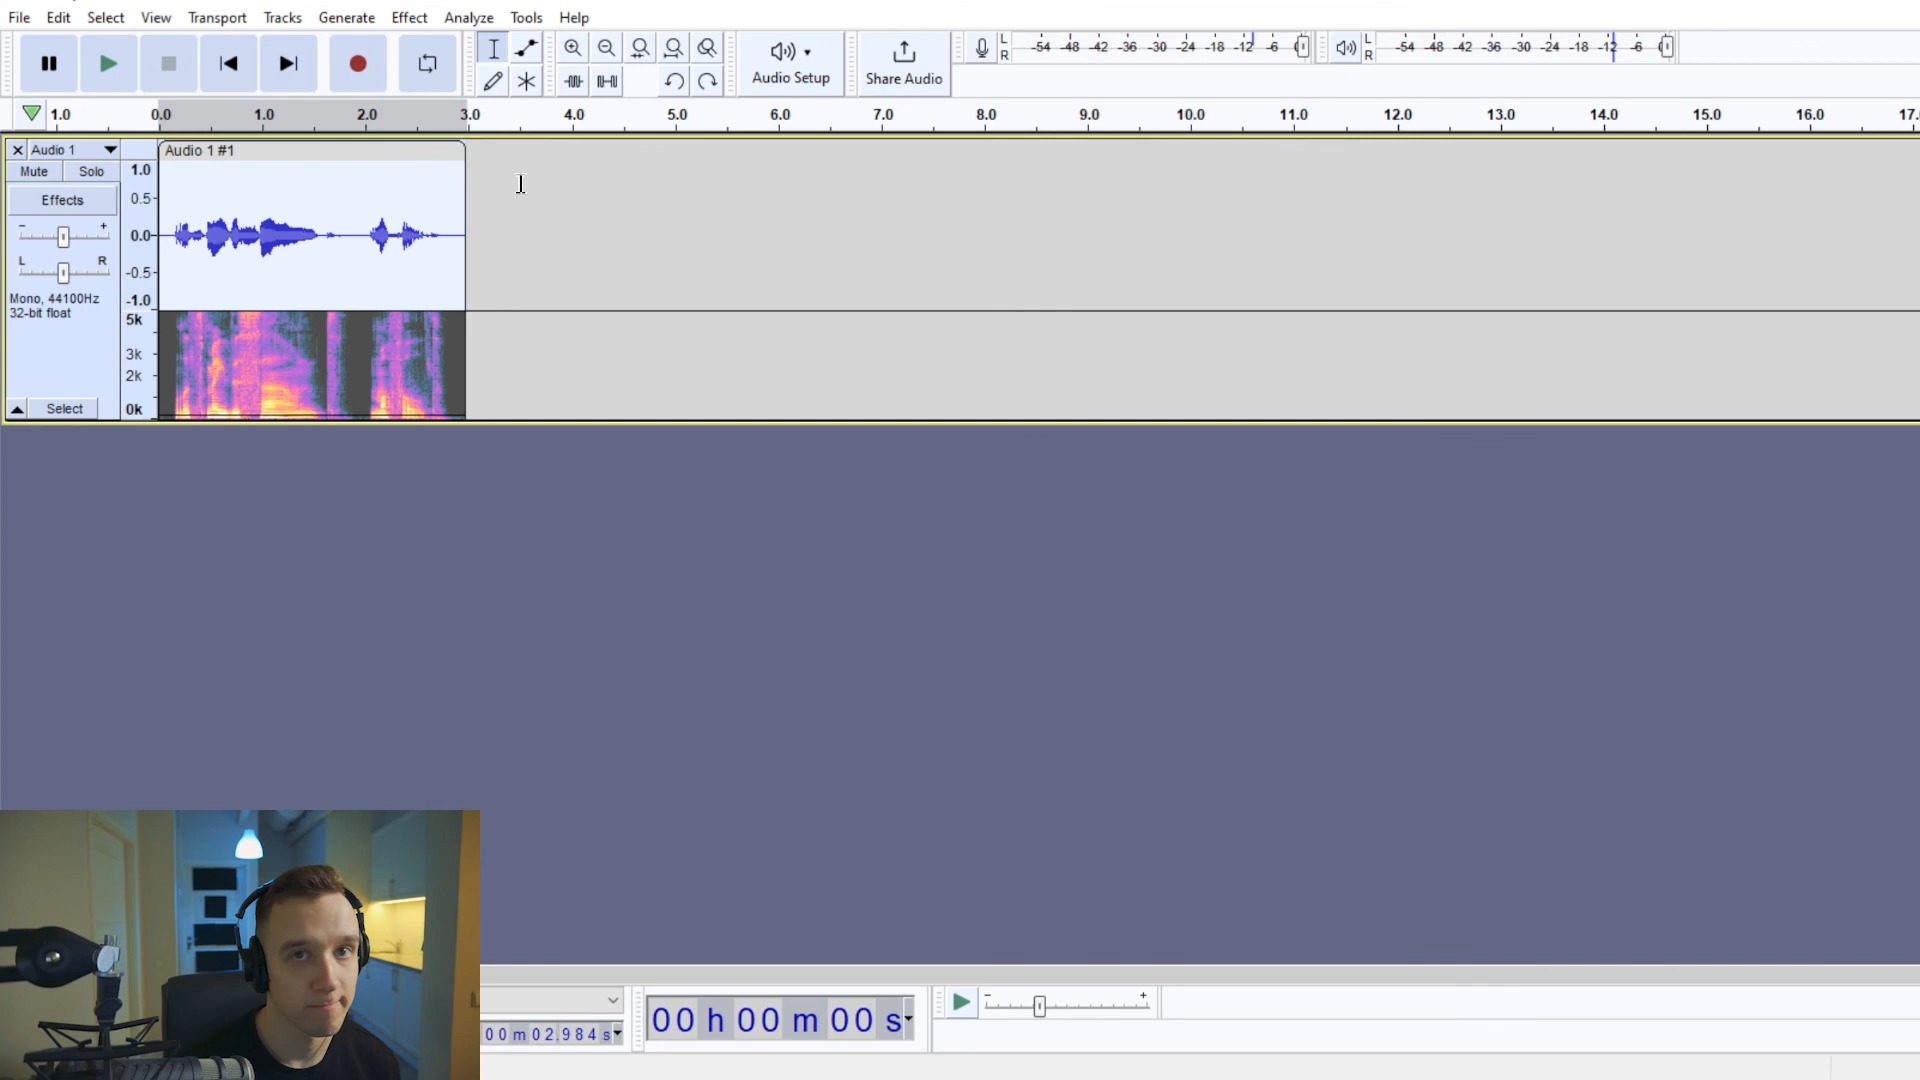 File Edit Select View Transport Tracks Generate Effect Analyze Tools Help
Audio Setup
Share Audio
L R -54 -48 -42 -36 -30 -24 -18 -12 -6 0
L R -54 -48 -42 -36 -30 -24 -18 -12 -6 0
1.0 0.0 1.0 2.0 3.0 4.0 5.0 6.0 7.0 8.0 9.0 10.0 11.0 12.0 13.0 14.0 15.0 16.0 17.
Audio 1
Audio 1 #1
Mute Solo
Effects
- +
L R
Mono, 44100Hz
32-bit float
Select
1.0
0.5-
0.0-
-0.5-
-1.0
5k
3k
2k
0k
00 h 00 m 00 s
00 m 02.984 s
- +